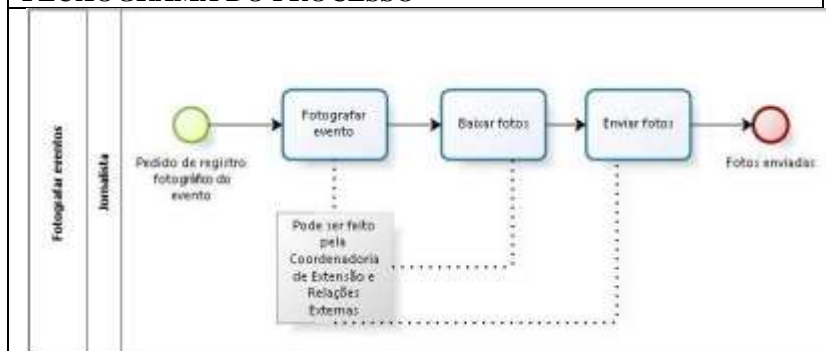 FLUXOGRAMA DO PROCESSO
Fotografar eventos
Jornalista
Pedido de registro
fotográfico do
evento
Fotografar
evento
Baixar fotos
Enviar fotos
Fotos enviadas
Pode ser feito
pela
Coordenadoria
de Extensão e
Relações
Externas